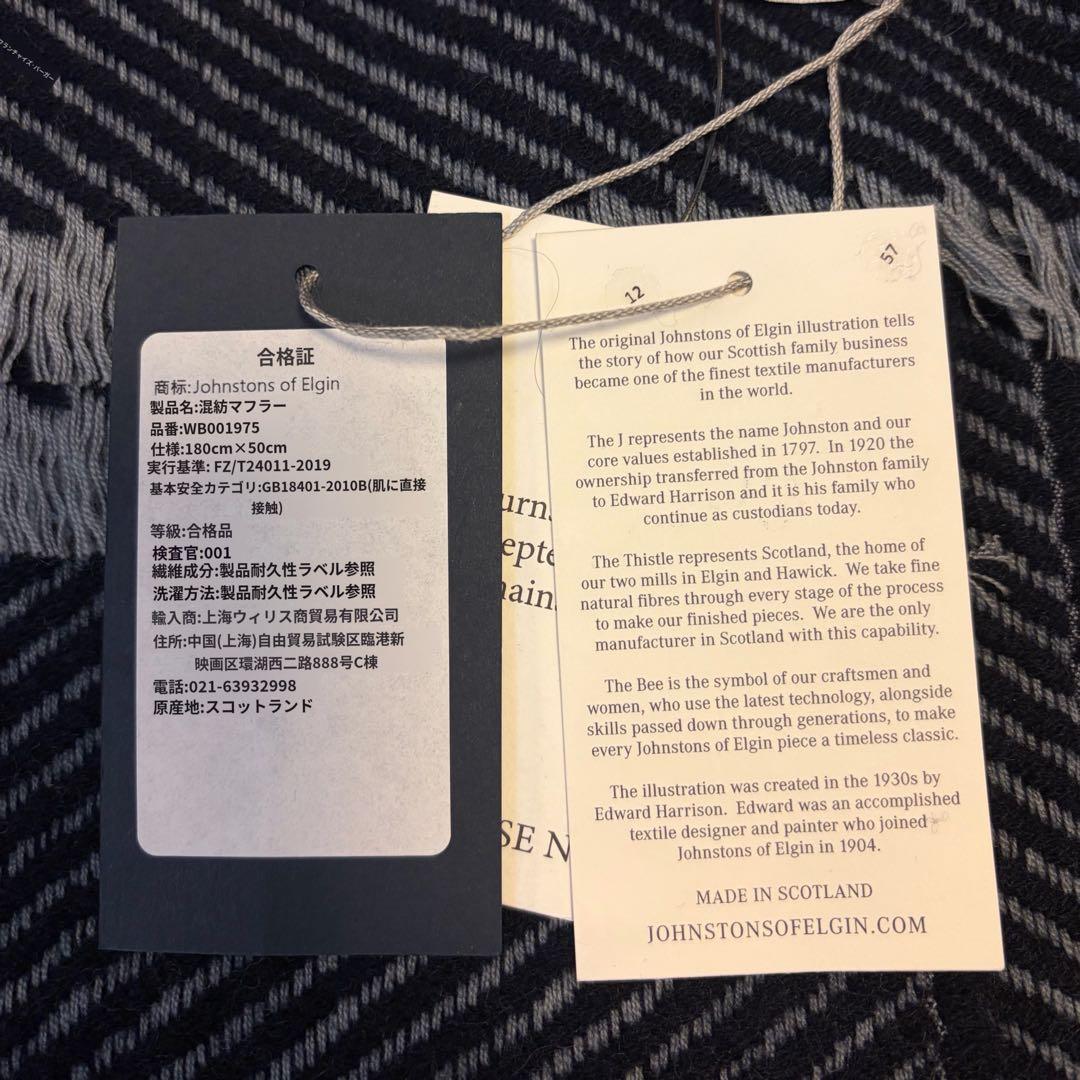 フランチャイズ・バーガー
合格証
商标:Johnstons of Elgin
製品名:混紡マフラー
品番:WB001975
仕様:180cm×50cm
実行基準: FZ/T24011-2019
基本安全カテゴリ:GB18401-2010B(肌に直接
接触)
等級:合格品
検査官:001
繊維成分:製品耐久性ラベル参照
洗濯方法:製品耐久性ラベル参照
輸入商:上海ウィリス商貿易有限公司
住所:中国(上海)自由貿易試験区臨港新
映画区環湖西二路888号C棟
電話:021-63932998
原産地:スコットランド
SE N
12
57
The original Johnstons of Elgin illustration tells
the story of how our Scottish family business
became one of the finest textile manufacturers
in the world.
The J represents the name Johnston and our
core values established in 1797. In 1920 the
ownership transferred from the Johnston family
to Edward Harrison and it is his family who
continue as custodians today.
The Thistle represents Scotland, the home of
our two mills in Elgin and Hawick. We take fine
natural fibres through every stage of the process
to make our finished pieces. We are the only
manufacturer in Scotland with this capability.
The Bee is the symbol of our craftsmen and
women, who use the latest technology, alongside
skills passed down through generations, to make
every Johnstons of Elgin piece a timeless classic.
The illustration was created in the 1930s by
Edward Harrison. Edward was an accomplished
textile designer and painter who joined
Johnstons of Elgin in 1904.
MADE IN SCOTLAND
JOHNSTONSOFELGIN.COM